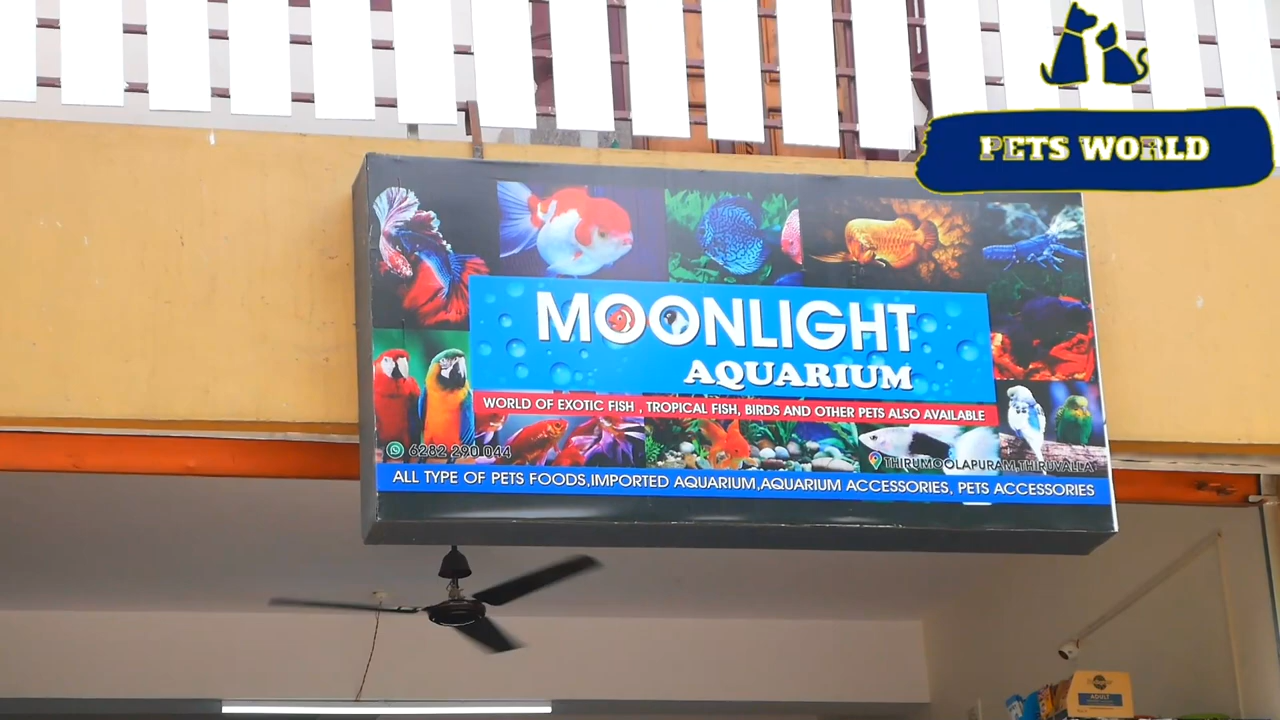 PETS WORLD
MOONLIGHT
AQUARIUM
WORLD OF EXOTIC FISH , TROPICAL FISH, BIRDS AND OTHER PETS ALSO AVAILABLE
6282 290 044
THIRUMOOLAPURAM,THIRUVALLA
ALL TYPE OF PETS FOODS,IMPORTED AQUARIUM,AQUARIUM ACCESSORIES, PETS ACCESSORIES
ADULT